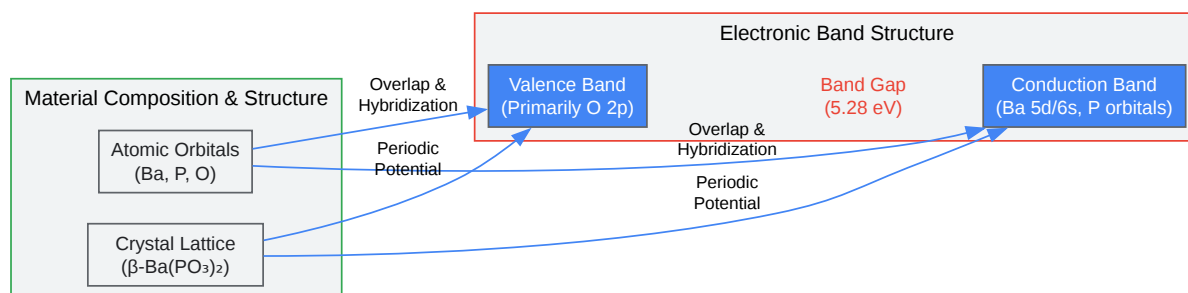 Electronic Band Structure
Material Composition & Structure
Atomic Orbitals
(Ba, P, O)
Crystal Lattice
(β-Ba(PO₃)₂)
Overlap &
Hybridization
Periodic
Potential
Valence Band
(Primarily O 2p)
Band Gap
(5.28 eV)
Overlap &
Hybridization
Periodic
Potential
Conduction Band
(Ba 5d/6s, P orbitals)